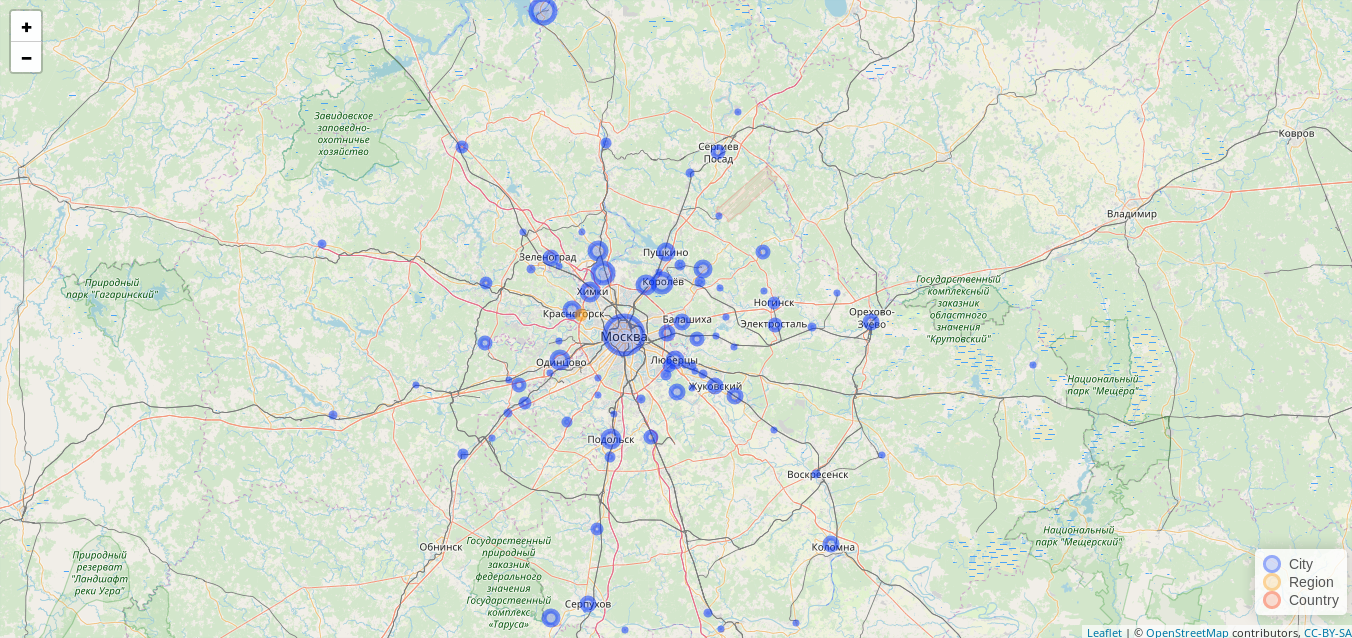 +
−
Завидовское
заповедно-
охотничье
хозяйство
Сергиев
Посад
Ковров
Владимир
Зеленоград
Пушкино
Природный
парк "Гагаринский"
Химки
Королёв
Государственный
комплексный
заказник
областного
значения
"Крутовский"
Ногинск
Красногорск
Балашиха
Электросталь
Орехово-
Зуево
Москва
Одинцово
Люберцы
Жуковский
Национальный
парк "Мещёра"
Подольск
Воскресенск
Национальный
парк "Мещерский"
Обнинск
Государственный
природный
заказник
федерального
значения
Государственный
комплекс
«Таруса»
Коломна
Природный
резерват
"Ландшафт
реки Угра"
Серпухов
City
Region
Country
Leaflet | © OpenStreetMap contributors, CC-BY-SA